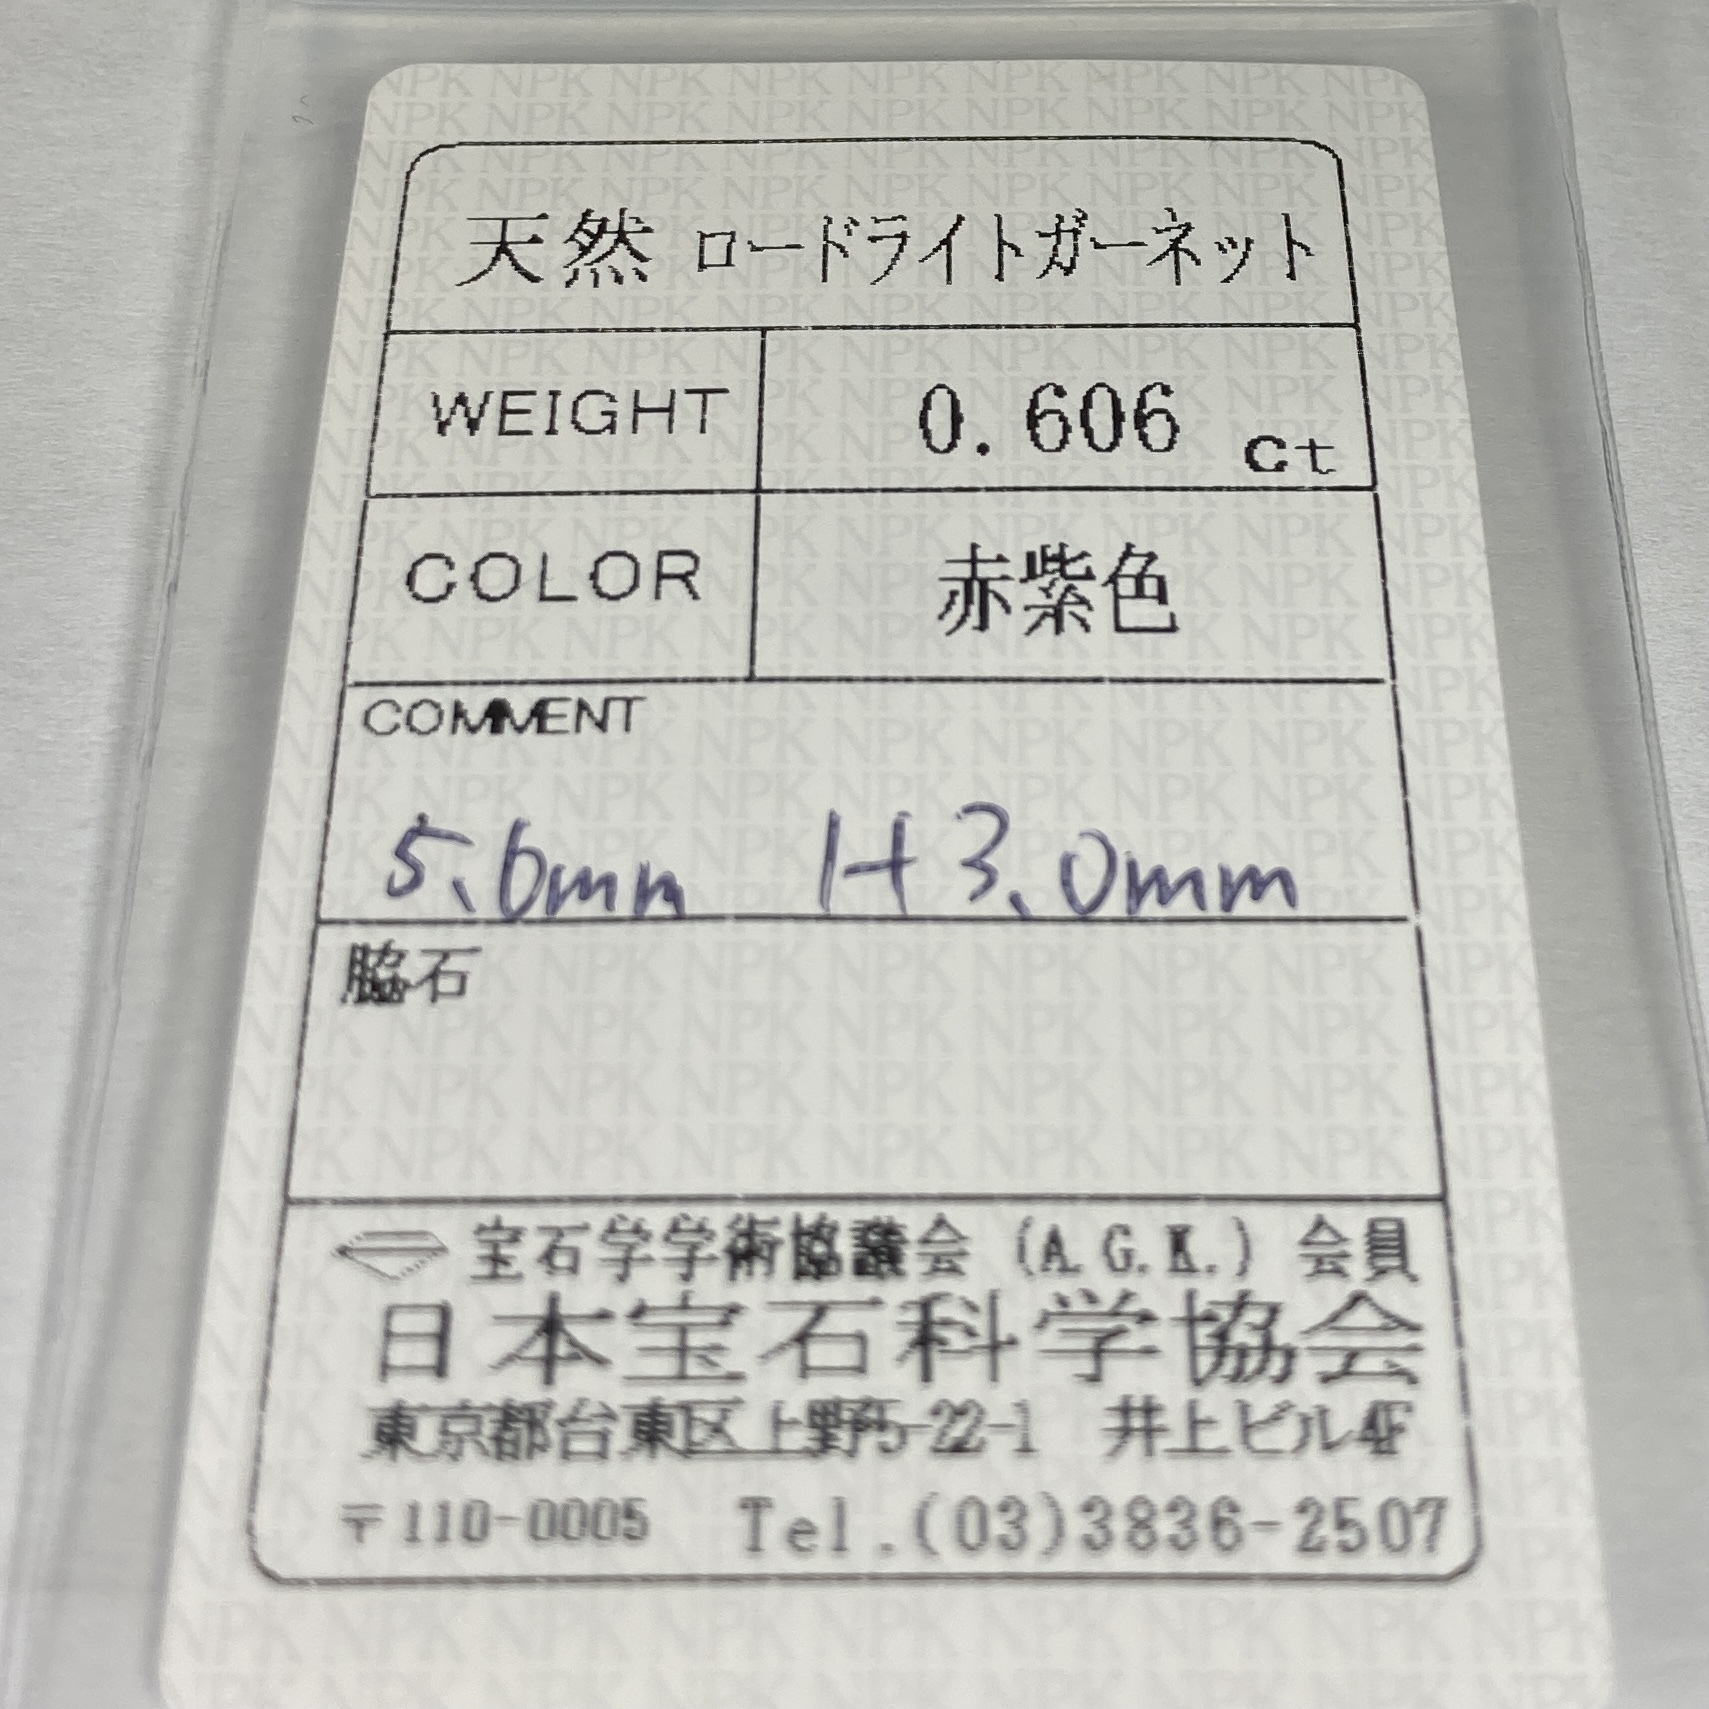 天然 ロードライトガーネット
WEIGHT 0.606 ct
COLOR 赤紫色
COMMENT
5.0mm H3.0mm
脇石
宝石学学術協議会 (A.G.K.) 会員
日本宝石科学協会
東京都台東区上野5-22-1 井上ビル4F
〒110-0005 Tel.(03)3836-2507